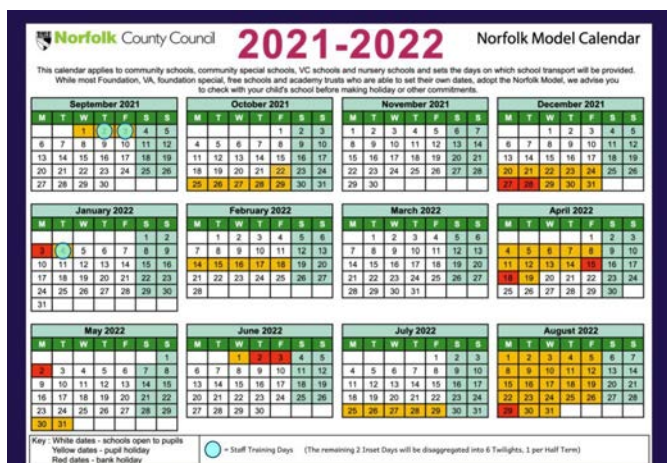 Norfolk County Council
2021-2022
Norfolk Model Calendar
This calendar applies to community schools, community special schools, VC schools and nursery schools and sets the days on which school transport will be provided.
While most Foundation, VA, foundation special, free schools and academy trusts who are able to set their own dates, adopt the Norfolk Model, we advise you
to check with your child's school before making holiday or other commitments.
September 2021
M T W T F S S
1 2 3 4 5
6 7 8 9 10 11 12
13 14 15 16 17 18 19
20 21 22 23 24 25 26
27 28 29 30
October 2021
M T W T F S S
1 2 3
4 5 6 7 8 9 10
11 12 13 14 15 16 17
18 19 20 21 22 23 24
25 26 27 28 29 30 31
November 2021
M T W T F S S
1 2 3 4 5 6 7
8 9 10 11 12 13 14
15 16 17 18 19 20 21
22 23 24 25 26 27 28
29 30
December 2021
M T W T F S S
1 2 3 4 5
6 7 8 9 10 11 12
13 14 15 16 17 18 19
20 21 22 23 24 25 26
27 28 29 30 31
January 2022
M T W T F S S
1 2
3 4 5 6 7 8 9
10 11 12 13 14 15 16
17 18 19 20 21 22 23
24 25 26 27 28 29 30
31
February 2022
M T W T F S S
1 2 3 4 5 6
7 8 9 10 11 12 13
14 15 16 17 18 19 20
21 22 23 24 25 26 27
28
March 2022
M T W T F S S
1 2 3 4 5 6
7 8 9 10 11 12 13
14 15 16 17 18 19 20
21 22 23 24 25 26 27
28 29 30 31
April 2022
M T W T F S S
1 2 3
4 5 6 7 8 9 10
11 12 13 14 15 16 17
18 19 20 21 22 23 24
25 26 27 28 29 30
May 2022
M T W T F S S
1
2 3 4 5 6 7 8
9 10 11 12 13 14 15
16 17 18 19 20 21 22
23 24 25 26 27 28 29
30 31
June 2022
M T W T F S S
1 2 3 4 5
6 7 8 9 10 11 12
13 14 15 16 17 18 19
20 21 22 23 24 25 26
27 28 29 30
July 2022
M T W T F S S
1 2 3
4 5 6 7 8 9 10
11 12 13 14 15 16 17
18 19 20 21 22 23 24
25 26 27 28 29 30 31
August 2022
M T W T F S S
1 2 3 4 5 6 7
8 9 10 11 12 13 14
15 16 17 18 19 20 21
22 23 24 25 26 27 28
29 30 31
Key : White dates - schools open to pupils
Yellow dates - pupil holiday
Red dates - bank holiday
= Staff Training Days (The remaining 2 Inset Days will be disaggregated into 6 Twilights, 1 per Half Term)